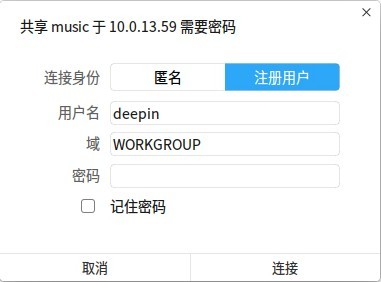 共享 music 于 10.0.13.59 需要密码
连接身份 匿名 注册用户
用户名 deepin
域 WORKGROUP
密码
记住密码
取消 连接